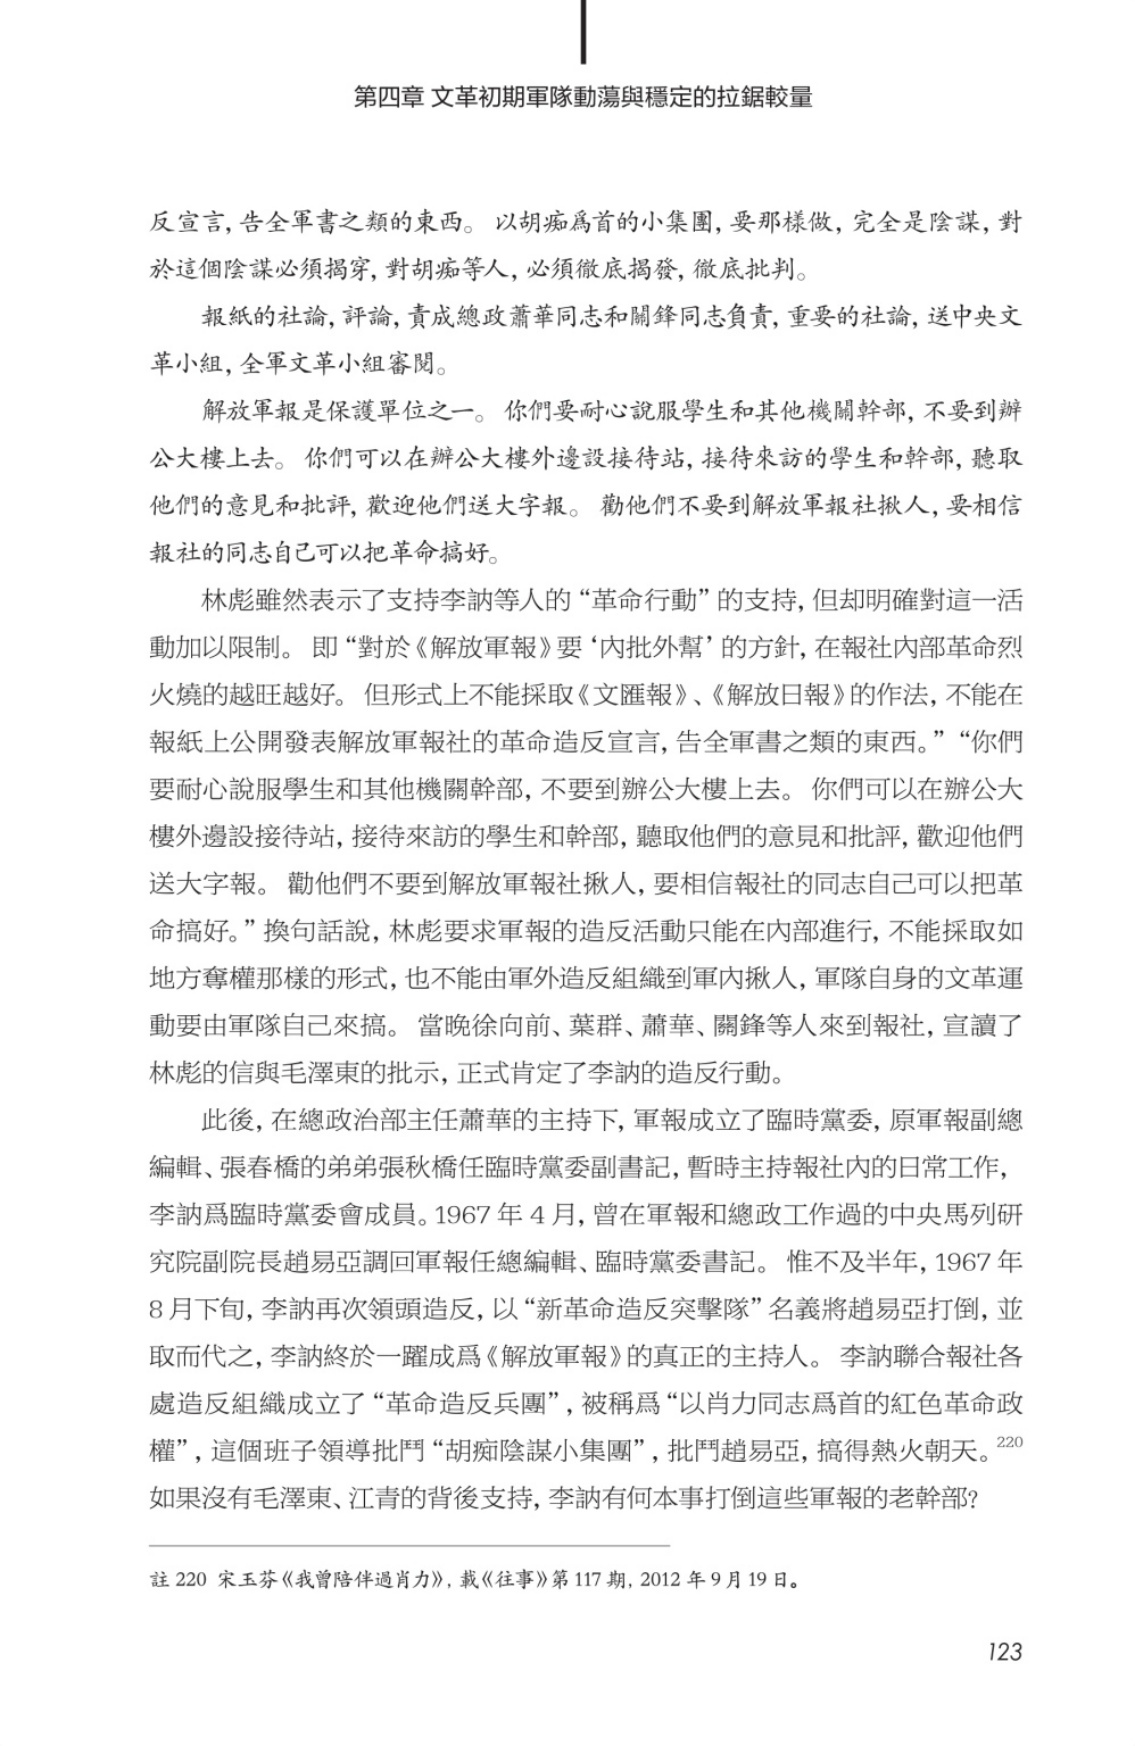 第四章 文革初期軍隊動蕩與穩定的拉鋸較量
反宣言, 告全軍書之類的東西。 以胡痴爲首的小集團, 要那樣做, 完全是陰謀, 對
於這個陰謀必須揭穿, 對胡痴等人, 必須徹底揭發, 徹底批判。
報紙的社論, 評論, 責成總政蕭華同志和關鋒同志負責, 重要的社論, 送中央文
革小組, 全軍文革小組審閱。
解放軍報是保護單位之一。 你們要耐心說服學生和其他機關幹部, 不要到辦
公大樓上去。 你們可以在辦公大樓外邊設接待站, 接待來訪的學生和幹部, 聽取
他們的意見和批評, 歡迎他們送大字報。 勸他們不要到解放軍報社揪人, 要相信
報社的同志自己可以把革命搞好。
林彪雖然表示了支持李訥等人的 “革命行動” 的支持, 但却明確對這一活
動加以限制。 即 “對於《解放軍報》要 ‘內批外幫’ 的方針, 在報社內部革命烈
火燒的越旺越好。 但形式上不能採取《文匯報》、《解放日報》的作法, 不能在
報紙上公開發表解放軍報社的革命造反宣言, 告全軍書之類的東西。” “你們
要耐心說服學生和其他機關幹部, 不要到辦公大樓上去。 你們可以在辦公大
樓外邊設接待站, 接待來訪的學生和幹部, 聽取他們的意見和批評, 歡迎他們
送大字報。 勸他們不要到解放軍報社揪人, 要相信報社的同志自己可以把革
命搞好。” 換句話說, 林彪要求軍報的造反活動只能在內部進行, 不能採取如
地方奪權那樣的形式, 也不能由軍外造反組織到軍內揪人, 軍隊自身的文革運
動要由軍隊自己來搞。 當晚徐向前、葉群、蕭華、關鋒等人來到報社, 宣讀了
林彪的信與毛澤東的批示, 正式肯定了李訥的造反行動。
此後, 在總政治部主任蕭華的主持下, 軍報成立了臨時黨委, 原軍報副總
編輯、張春橋的弟弟張秋橋任臨時黨委副書記, 暫時主持報社內的日常工作,
李訥爲臨時黨委會成員。1967 年 4 月, 曾在軍報和總政工作過的中央馬列研
究院副院長趙易亞調回軍報任總編輯、臨時黨委書記。 惟不及半年, 1967 年
8 月下旬, 李訥再次領頭造反, 以 “新革命造反突擊隊” 名義將趙易亞打倒, 並
取而代之, 李訥終於一躍成爲《解放軍報》的真正的主持人。 李訥聯合報社各
處造反組織成立了 “革命造反兵團” , 被稱爲 “以肖力同志爲首的紅色革命政
權” , 這個班子領導批鬥 “胡痴陰謀小集團” , 批鬥趙易亞, 搞得熱火朝天。220
如果沒有毛澤東、江青的背後支持, 李訥有何本事打倒這些軍報的老幹部?
註 220 宋玉芬《我曾陪伴過肖力》, 載《往事》第 117 期, 2012 年 9 月 19 日。
123